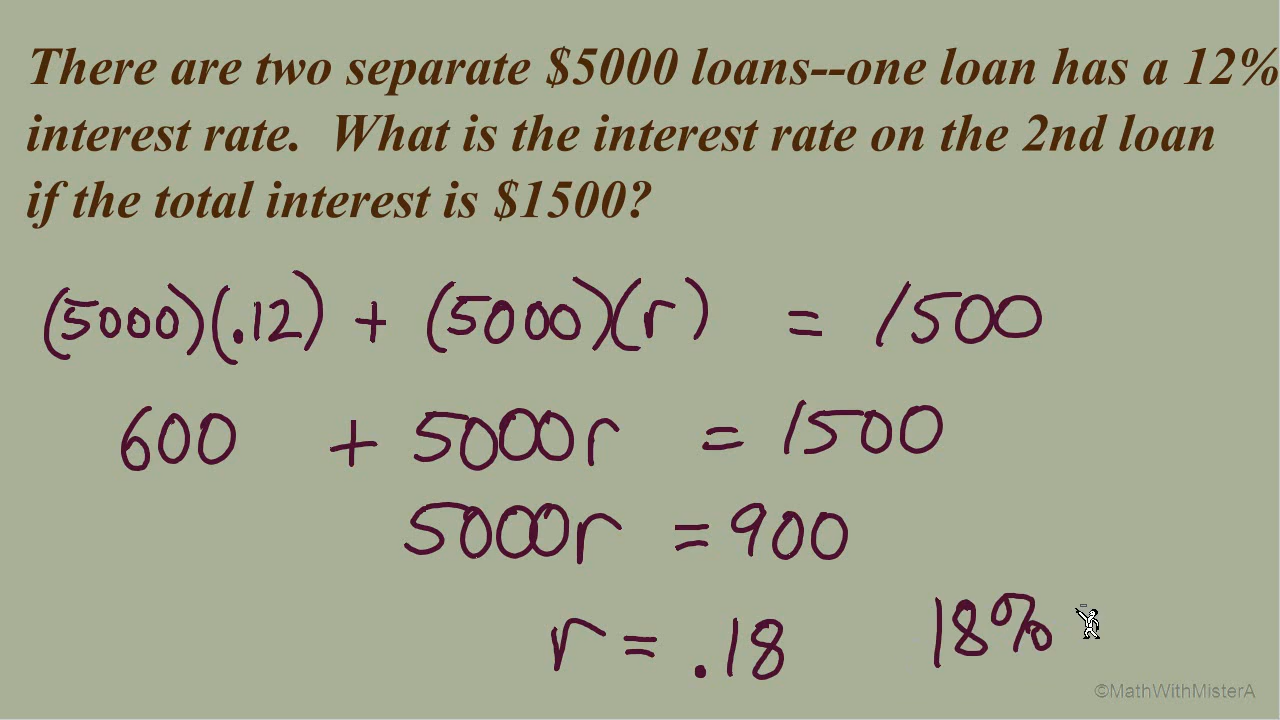 There are two separate $5000 loans--one loan has a 12%
interest rate.  What is the interest rate on the 2nd loan
if the total interest is $1500?
(5000)(.12) + (5000)(r) = 1500
600 + 5000r = 1500
5000r = 900
r = .18 18%
©MathWithMisterA